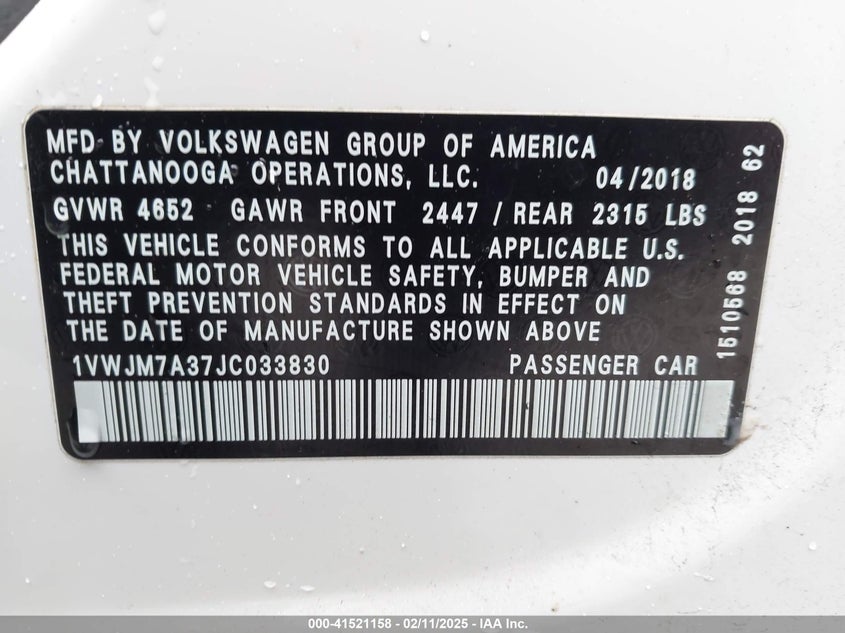 MFD BY VOLKSWAGEN GROUP OF AMERICA
CHATTANOOGA OPERATIONS, LLC. 04/2018
GVWR 4652 GAWR FRONT 2447 / REAR 2315 LBS
THIS VEHICLE CONFORMS TO ALL APPLICABLE U.S.
FEDERAL MOTOR VEHICLE SAFETY, BUMPER AND
THEFT PREVENTION STANDARDS IN EFFECT ON
THE DATE OF MANUFACTURE SHOWN ABOVE
1VWJM7A37JC033830 PASSENGER CAR
1510568 2018 62
000-41521158 - 02/11/2025 - IAA Inc.